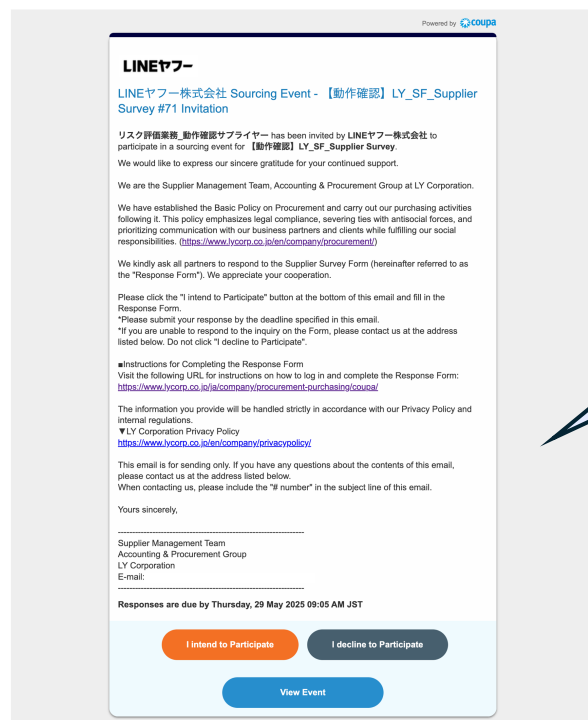 Powered by coupa
LINEヤフー
LINEヤフー株式会社 Sourcing Event - 【動作確認】LY_SF_Supplier
Survey #71 Invitation
リスク評価業務_動作確認サプライヤー has been invited by LINEヤフー株式会社 to
participate in a sourcing event for 【動作確認】LY_SF_Supplier Survey.
We would like to express our sincere gratitude for your continued support.
We are the Supplier Management Team, Accounting & Procurement Group at LY Corporation.
We have established the Basic Policy on Procurement and carry out our purchasing activities
following it. This policy emphasizes legal compliance, severing ties with antisocial forces, and
prioritizing communication with our business partners and clients while fulfilling our social
responsibilities. (https://www.lycorp.co.jp/en/company/procurement/)
We kindly ask all partners to respond to the Supplier Survey Form (hereinafter referred to as
the "Response Form"). We appreciate your cooperation.
Please click the "I intend to Participate" button at the bottom of this email and fill in the
Response Form.
*Please submit your response by the deadline specified in this email.
*If you are unable to respond to the inquiry on the Form, please contact us at the address
listed below. Do not click "I decline to Participate".
■Instructions for Completing the Response Form
Visit the following URL for instructions on how to log in and complete the Response Form:
https://www.lycorp.co.jp/ja/company/procurement-purchasing/coupa/
The information you provide will be handled strictly in accordance with our Privacy Policy and
internal regulations.
▼LY Corporation Privacy Policy
https://www.lycorp.co.jp/en/company/privacypolicy/
This email is for sending only. If you have any questions about the contents of this email,
please contact us at the address listed below.
When contacting us, please include the "# number" in the subject line of this email.
Yours sincerely,
----------------------------------------------------------------
Supplier Management Team
Accounting & Procurement Group
LY Corporation
E-mail:
----------------------------------------------------------------
Responses are due by Thursday, 29 May 2025 09:05 AM JST
I intend to Participate
I decline to Participate
View Event